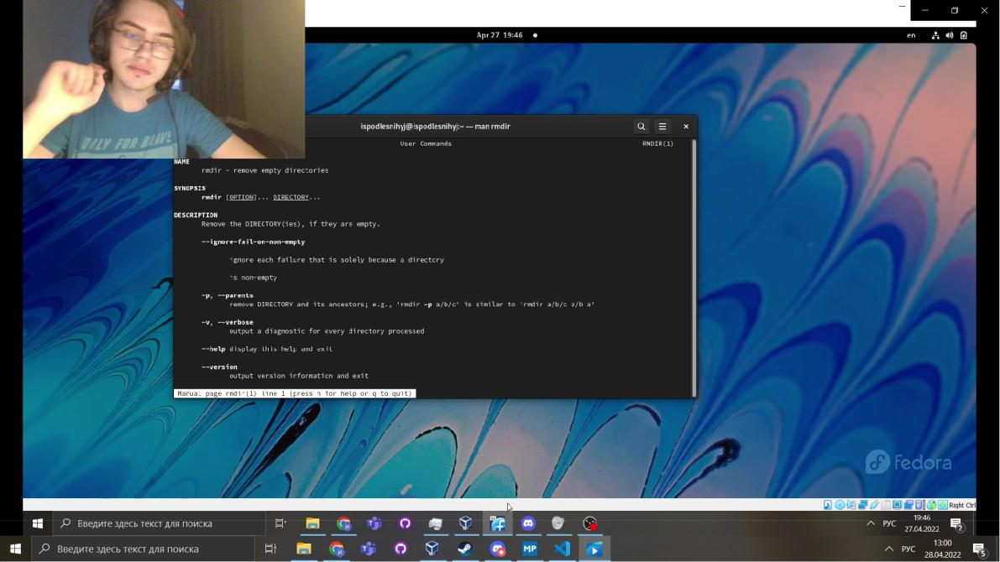 Apr 27 19:46
en
ispodlesnihyj@ispodlesnihyj:~ — man rmdir
User Commands RMDIR(1)
NAME
rmdir - remove empty directories
SYNOPSIS
rmdir [OPTION]... DIRECTORY...
DESCRIPTION
Remove the DIRECTORY(ies), if they are empty.
--ignore-fail-on-non-empty
ignore each failure that is solely because a directory
is non-empty
-p, --parents
remove DIRECTORY and its ancestors; e.g., 'rmdir -p a/b/c' is similar to 'rmdir a/b/c a/b a'
-v, --verbose
output a diagnostic for every directory processed
--help display this help and exit
--version
output version information and exit
Manual page rmdir(1) line 1 (press h for help or q to quit)
DAILY FOR BRAVE
fedora
Right Ctrl
Введите здесь текст для поиска
РУС
19:46
27.04.2022
2
Введите здесь текст для поиска
MP
РУС
13:00
28.04.2022
5